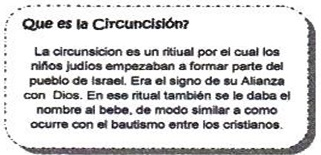 Que es la Circuncisión?
La circunsicion es un ritiual por el cual los
niños judios empezaban a formar parte del
pueblo de Israel. Era el signo de su Alianza
con Dios. En ese ritual también se le daba el
nombre al bebe, de modo similar a como
ocurre con el bautismo entre los cristianos.